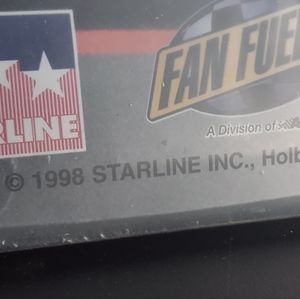 RLINE
FAN FUE
A Division of
© 1998 STARLINE INC., Holb